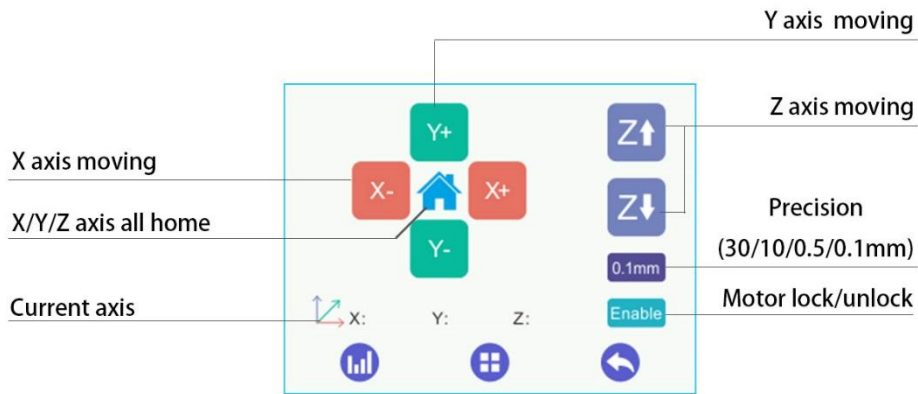 Y axis moving
Y+
Z↑
Z axis moving
X axis moving
X-
X+
Z↓
X/Y/Z axis all home
Precision
Y-
(30/10/0.5/0.1mm)
0.1mm
Motor lock/unlock
Current axis
X: Y: Z:
Enable